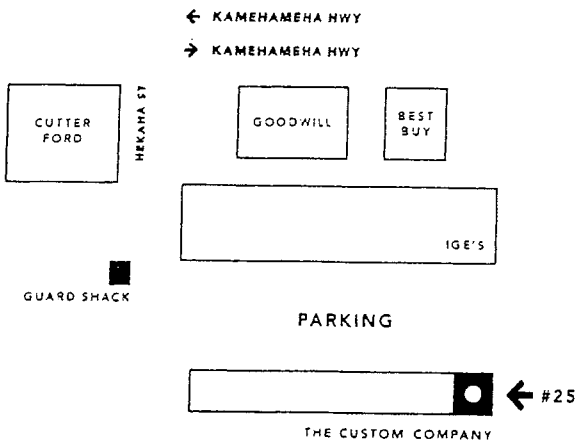 ← KAMEHAMEHA HWY
→ KAMEHAMEHA HWY
CUTTER
FORD
HEKAHA ST
GOODWILL
BEST
BUY
IGE'S
GUARD SHACK
PARKING
← #25
THE CUSTOM COMPANY